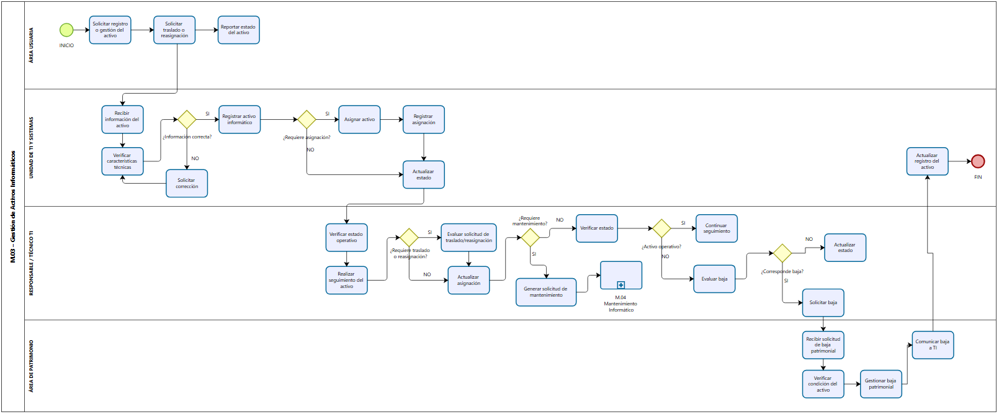 M.03 – Gestión de Activos Informáticos
ÁREA USUARIA
INICIO
Solicitar registro
o gestión del
activo
Solicitar
traslado o
reasignación
Reportar estado
del activo
UNIDAD DE TI Y SISTEMAS
Recibir
información del
activo
Verificar
características
técnicas
¿Información correcta?
SI
NO
Solicitar
corrección
Registrar activo
informático
¿Requiere asignación?
SI
NO
Asignar activo
Registrar
asignación
Actualizar
estado
Actualizar
registro del
activo
FIN
RESPONSABLE / TÉCNICO TI
Verificar estado
operativo
Realizar
seguimiento del
activo
¿Requiere traslado
o reasignación?
SI
NO
Evaluar solicitud de
traslado/reasignación
Actualizar
asignación
¿Requiere
mantenimiento?
NO
SI
Generar solicitud de
mantenimiento
M.04
Mantenimiento
Informático
Verificar estado
¿Activo operativo?
SI
NO
Continuar
seguimiento
Evaluar baja
¿Corresponde baja?
NO
SI
Actualizar
estado
Solicitar baja
ÁREA DE PATRIMONIO
Recibir solicitud
de baja
patrimonial
Verificar
condición del
activo
Gestionar baja
patrimonial
Comunicar baja
a TI